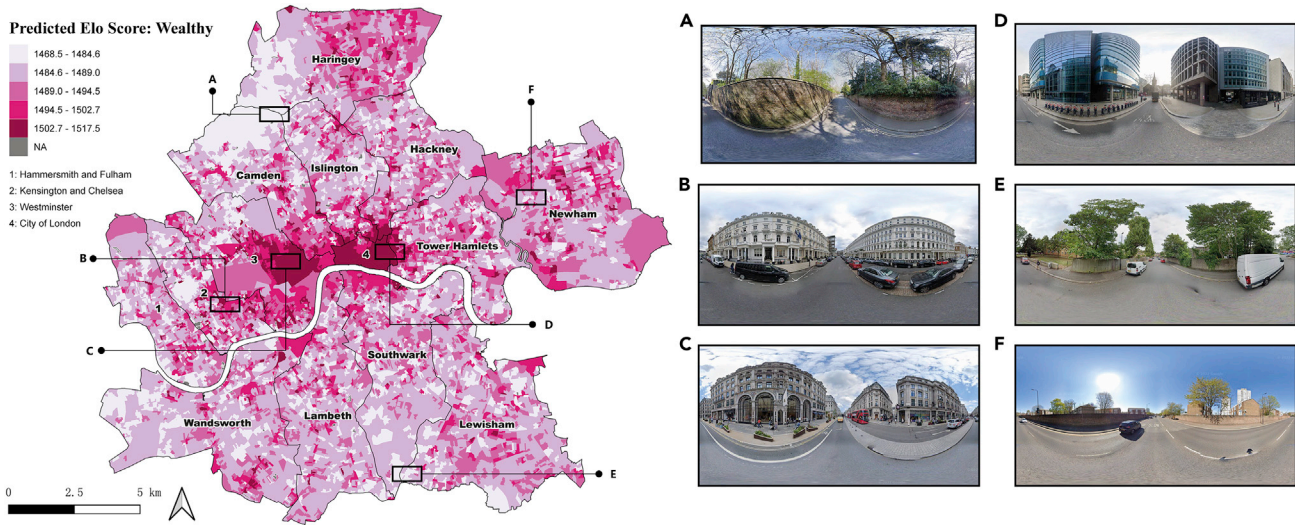 Predicted Elo Score: Wealthy
1468.5 - 1484.6
1484.6 - 1489.0
1489.0 - 1494.5
1494.5 - 1502.7
1502.7 - 1517.5
NA
1: Hammersmith and Fulham
2: Kensington and Chelsea
3: Westminster
4: City of London
A
F
B
C
D
E
Haringey
Hackney
Islington
Camden
Newham
Tower Hamlets
4
3
2
1
Southwark
Wandsworth
Lambeth
Lewisham
0 2.5 5 km
A
B
C
D
E
F